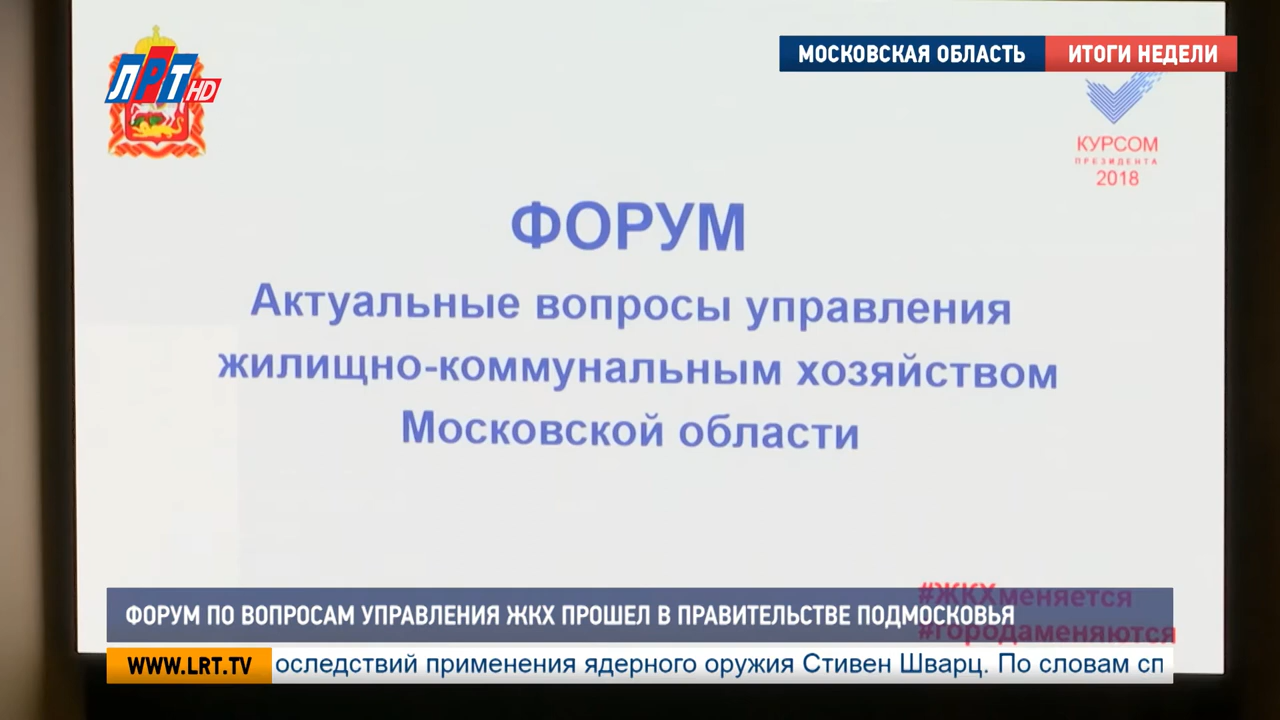 ЛРТ HD
МОСКОВСКАЯ ОБЛАСТЬ ИТОГИ НЕДЕЛИ
КУРСОМ
ПРЕЗИДЕНТА
2018
ФОРУМ
Актуальные вопросы управления
жилищно-коммунальным хозяйством
Московской области
#ЖКХменяется
#городаменяются
ФОРУМ ПО ВОПРОСАМ УПРАВЛЕНИЯ ЖКХ ПРОШЕЛ В ПРАВИТЕЛЬСТВЕ ПОДМОСКОВЬЯ
WWW.LRT.TV оследствий применения ядерного оружия Стивен Шварц. По словам сп